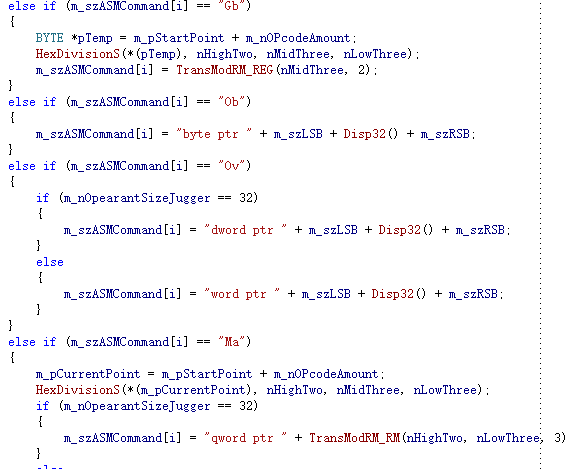 else if (m_szASMCommand[i] == "Gb")
{
BYTE *pTemp = m_pStartPoint + m_nOPcodeAmount;
HexDivisionS(*(pTemp), nHighTwo, nMidThree, nLowThree);
m_szASMCommand[i] = TransModRM_REG(nMidThree, 2);
}
else if (m_szASMCommand[i] == "Ob")
{
m_szASMCommand[i] = "byte ptr " + m_szLSB + Disp32() + m_szRSB;
}
else if (m_szASMCommand[i] == "Ov")
{
if (m_nOpearantSizeJugger == 32)
{
m_szASMCommand[i] = "dword ptr " + m_szLSB + Disp32() + m_szRSB;
}
else
{
m_szASMCommand[i] = "word ptr " + m_szLSB + Disp32() + m_szRSB;
}
}
else if (m_szASMCommand[i] == "Ma")
{
m_pCurrentPoint = m_pStartPoint + m_nOPcodeAmount;
HexDivisionS(*(m_pCurrentPoint), nHighTwo, nMidThree, nLowThree);
if (m_nOpearantSizeJugger == 32)
{
m_szASMCommand[i] = "qword ptr " + TransModRM_RM(nHighTwo, nLowThree, 3)
}
else